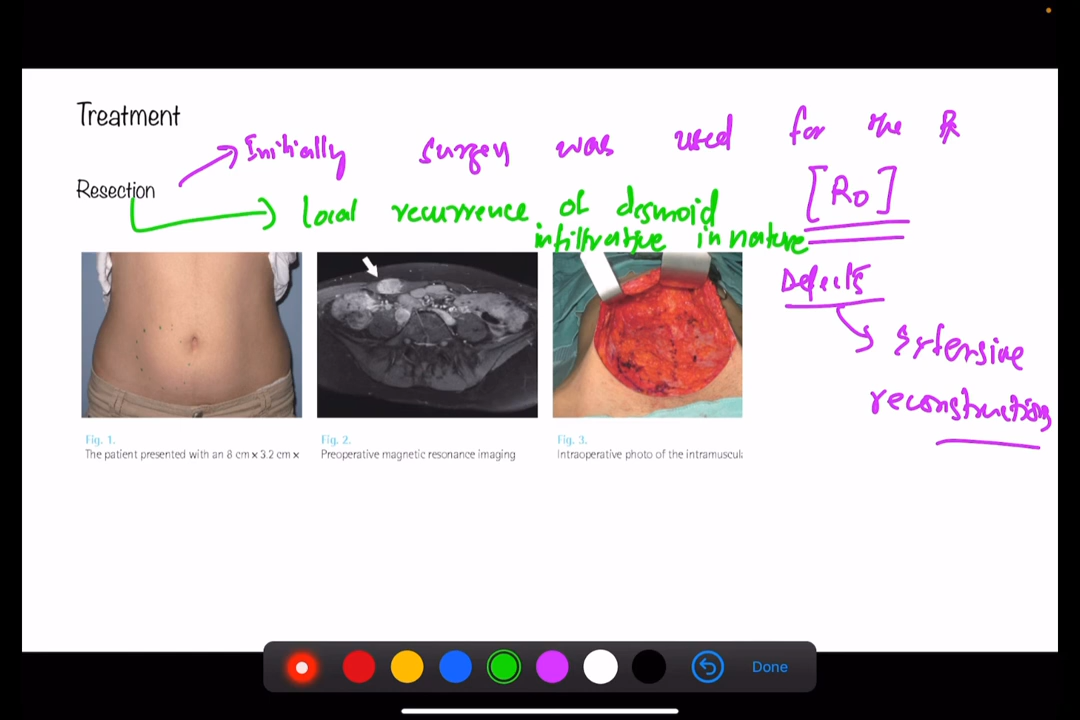 Treatment
Initially surgery was used for the Rx
Resection
[R0]
Local recurrence of desmoid
infiltrative in nature
Defects
Extensive
reconstructions
Fig. 1.
The patient presented with an 8 cm x 3.2 cm x
Fig. 2.
Preoperative magnetic resonance imaging
Fig. 3.
Intraoperative photo of the intramuscul
Done